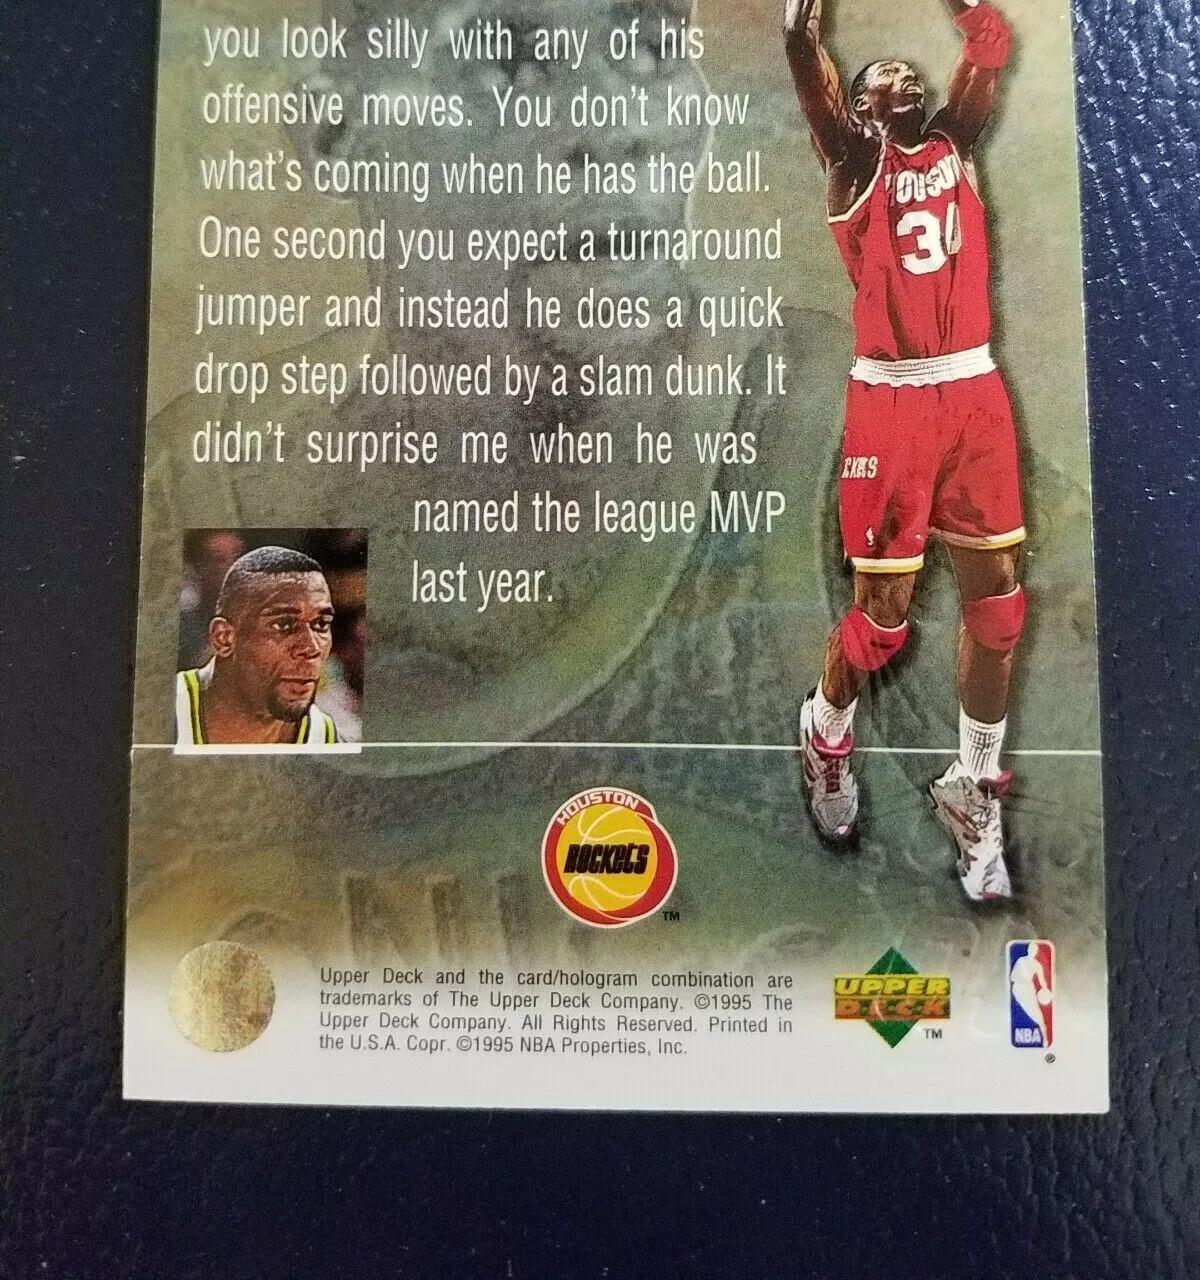 you look silly with any of his
offensive moves. You don't know
what's coming when he has the ball.
One second you expect a turnaround
jumper and instead he does a quick
drop step followed by a slam dunk. It
didn't surprise me when he was
named the league MVP
last year.
HOUSTON
ROCKETS
TM
Upper Deck and the card/hologram combination are
trademarks of The Upper Deck Company. ©1995 The
Upper Deck Company. All Rights Reserved. Printed in
the U.S.A. Copr. ©1995 NBA Properties, Inc.
UPPER
DECK
TM
NBA
®